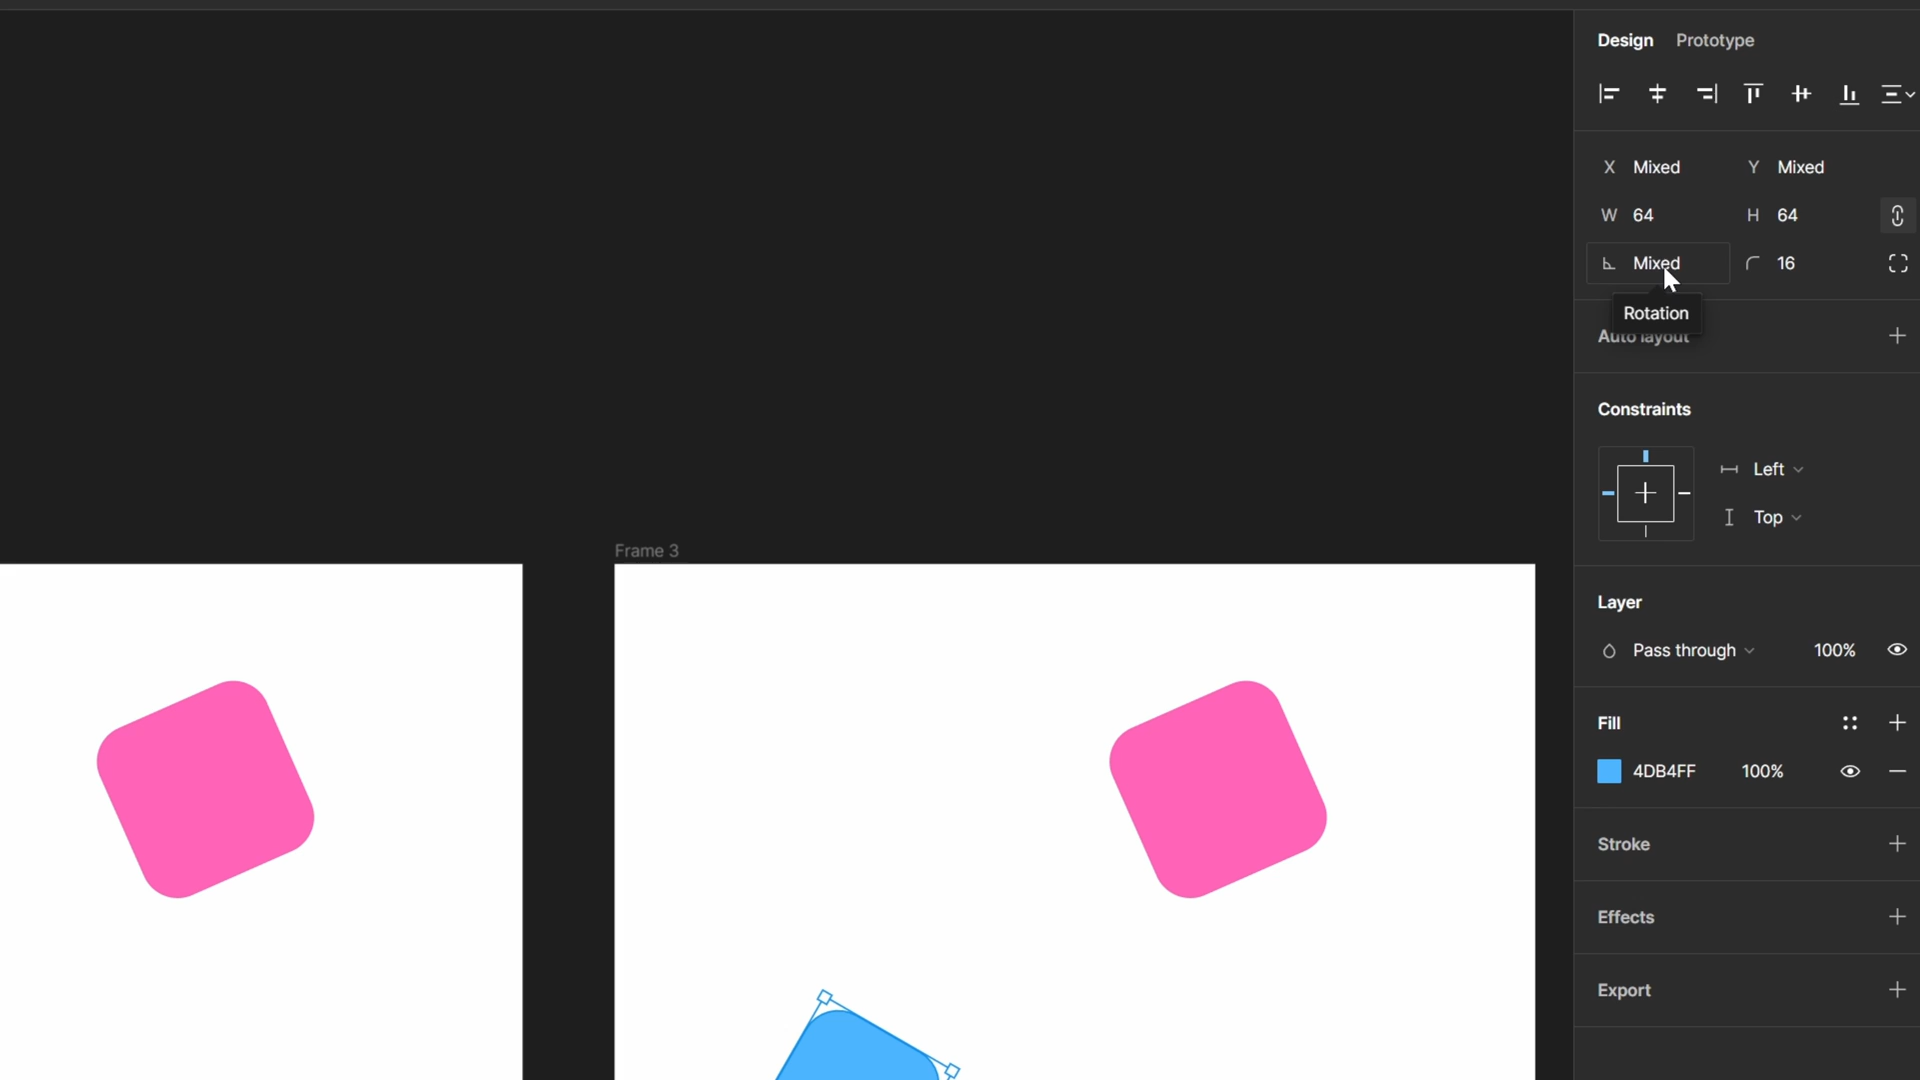 Design Prototype
X Mixed Y Mixed
W 64 H 64
Mixed 16
Rotation
Auto layout
Constraints
Left
Top
Frame 3
Layer
Pass through 100%
Fill
4DB4FF 100%
Stroke
Effects
Export